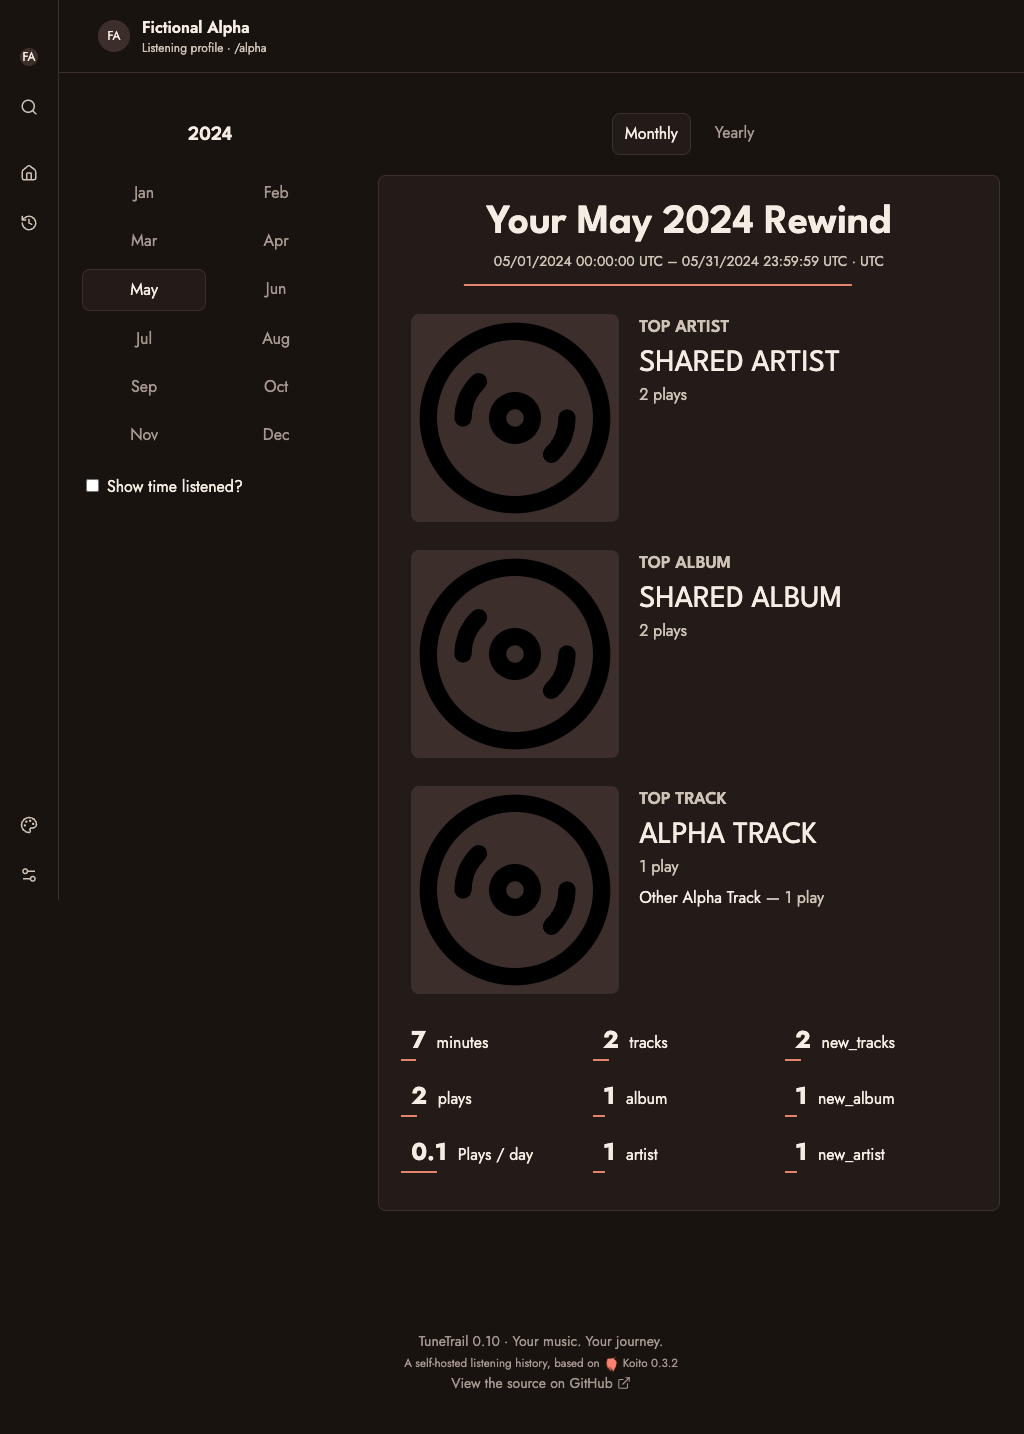 FA
FA
Fictional Alpha
Listening profile · /alpha
2024
Jan
Feb
Mar
Apr
May
Jun
Jul
Aug
Sep
Oct
Nov
Dec
Show time listened?
Monthly
Yearly
Your May 2024 Rewind
05/01/2024 00:00:00 UTC – 05/31/2024 23:59:59 UTC · UTC
TOP ARTIST
SHARED ARTIST
2 plays
TOP ALBUM
SHARED ALBUM
2 plays
TOP TRACK
ALPHA TRACK
1 play
Other Alpha Track — 1 play
7 minutes
2 tracks
2 new_tracks
2 plays
1 album
1 new_album
0.1 Plays / day
1 artist
1 new_artist
TuneTrail 0.10 · Your music. Your journey.
A self-hosted listening history, based on Koito 0.3.2
View the source on GitHub